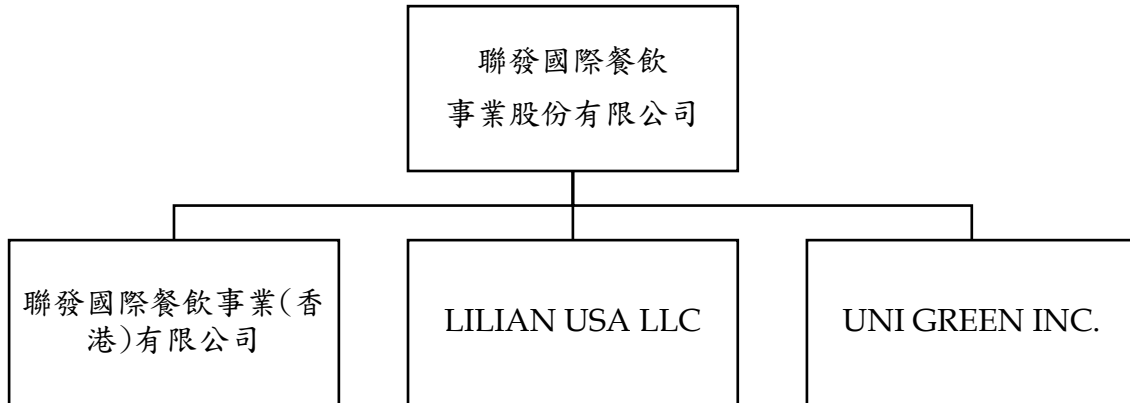 聯發國際餐飲
事業股份有限公司
聯發國際餐飲事業(香
港)有限公司
LILIAN USA LLC
UNI GREEN INC.